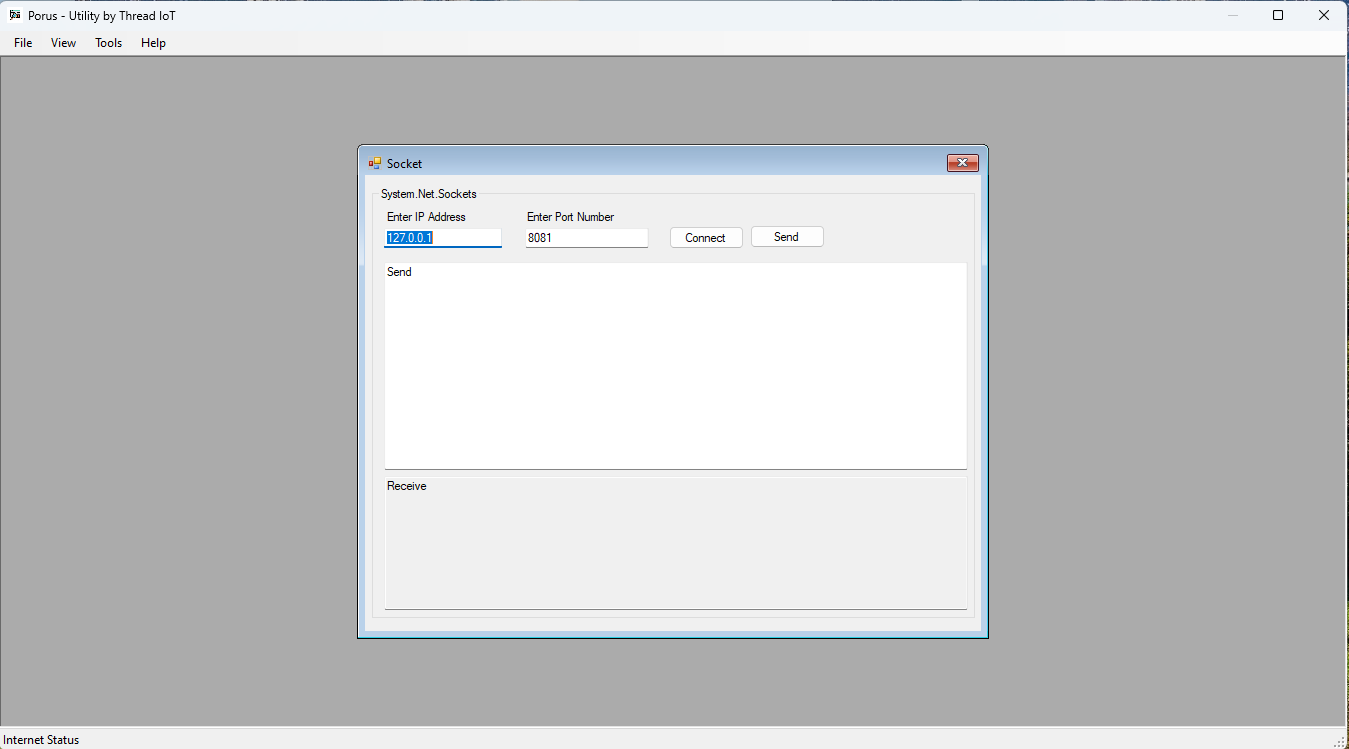 Porus - Utility by Thread IoT
File View Tools Help
Socket
System.Net.Sockets
Enter IP Address Enter Port Number
127.0.0.1 8081 Connect Send
Send
Receive
Internet Status